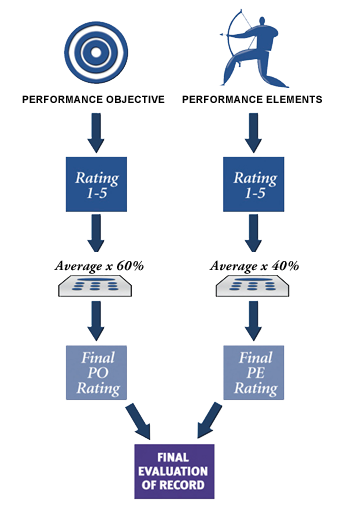 PERFORMANCE OBJECTIVE
PERFORMANCE ELEMENTS
Rating
1-5
Rating
1-5
Average x 60%
Average x 40%
Final
PO
Rating
Final
PE
Rating
FINAL
EVALUATION
OF RECORD